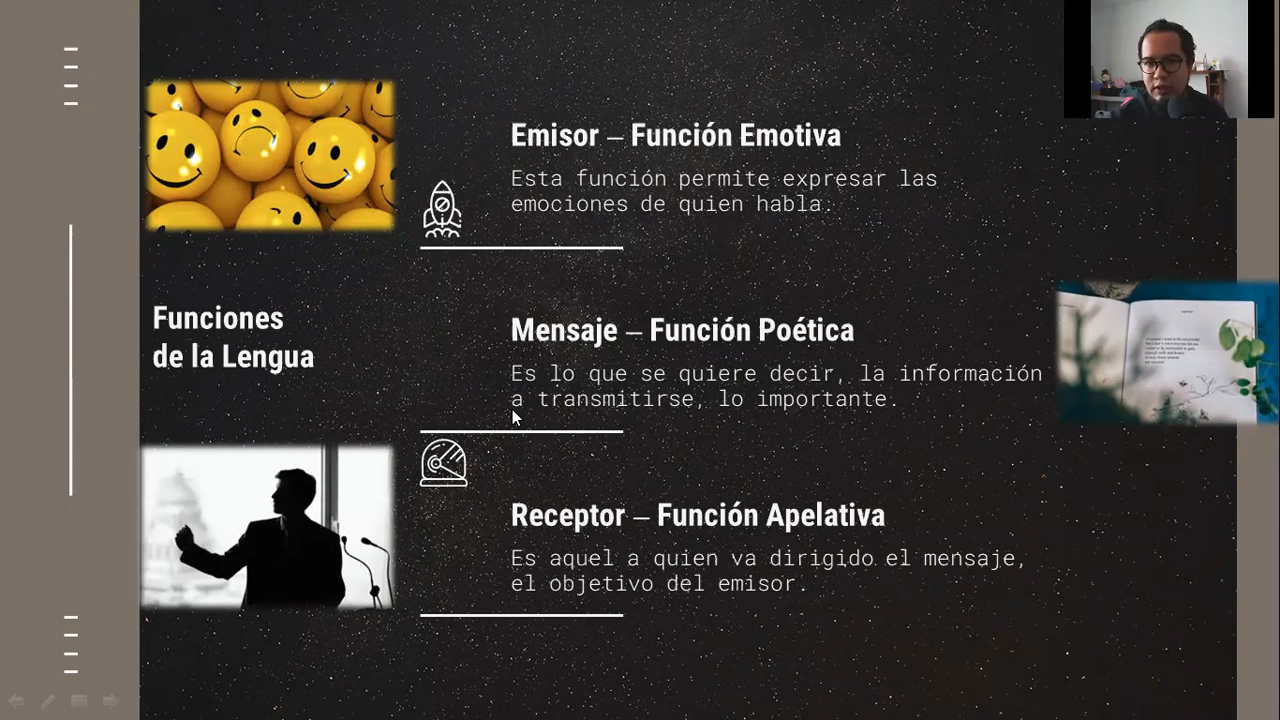 Emisor – Función Emotiva
Esta función permite expresar las
emociones de quien habla.
Funciones
de la Lengua
Mensaje – Función Poética
Es lo que se quiere decir, la información
a transmitirse, lo importante.
Receptor – Función Apelativa
Es aquel a quien va dirigido el mensaje,
el objetivo del emisor.